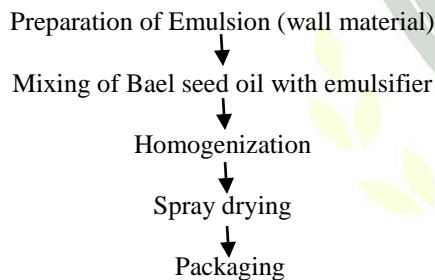 Preparation of Emulsion (wall material)
Mixing of Bael seed oil with emulsifier
Homogenization
Spray drying
Packaging